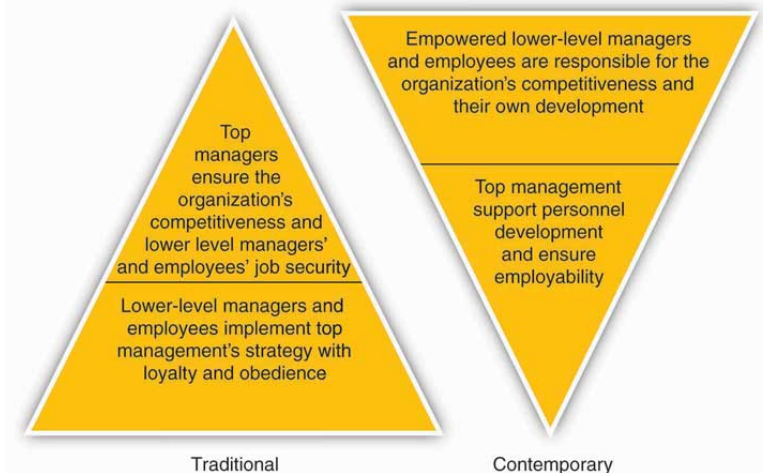 Top
managers
ensure the
organization's
competitiveness and
lower level managers'
and employees' job security
Lower-level managers and
employees implement top
management's strategy with
loyalty and obedience
Traditional
Empowered lower-level managers
and employees are responsible for the
organization's competitiveness and
their own development
Top management
support personnel
development
and ensure
employability
Contemporary